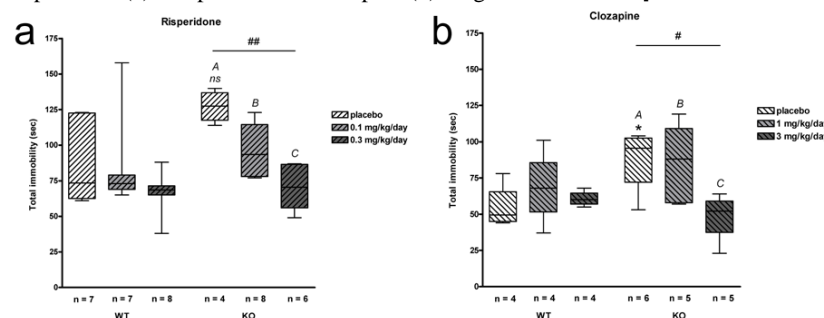 a
Risperidone
##
A
ns
B
C
Total immobility (sec)
175
150
125
100
75
50
25
0
placebo
0.1 mg/kg/day
0.3 mg/kg/day
n = 7 n = 7 n = 8 n = 4 n = 8 n = 6
WT KO
b
Clozapine
#
A
*
B
C
Total immobility (sec)
175
150
125
100
75
50
25
0
placebo
1 mg/kg/day
3 mg/kg/day
n = 4 n = 4 n = 4 n = 6 n = 5 n = 5
WT KO